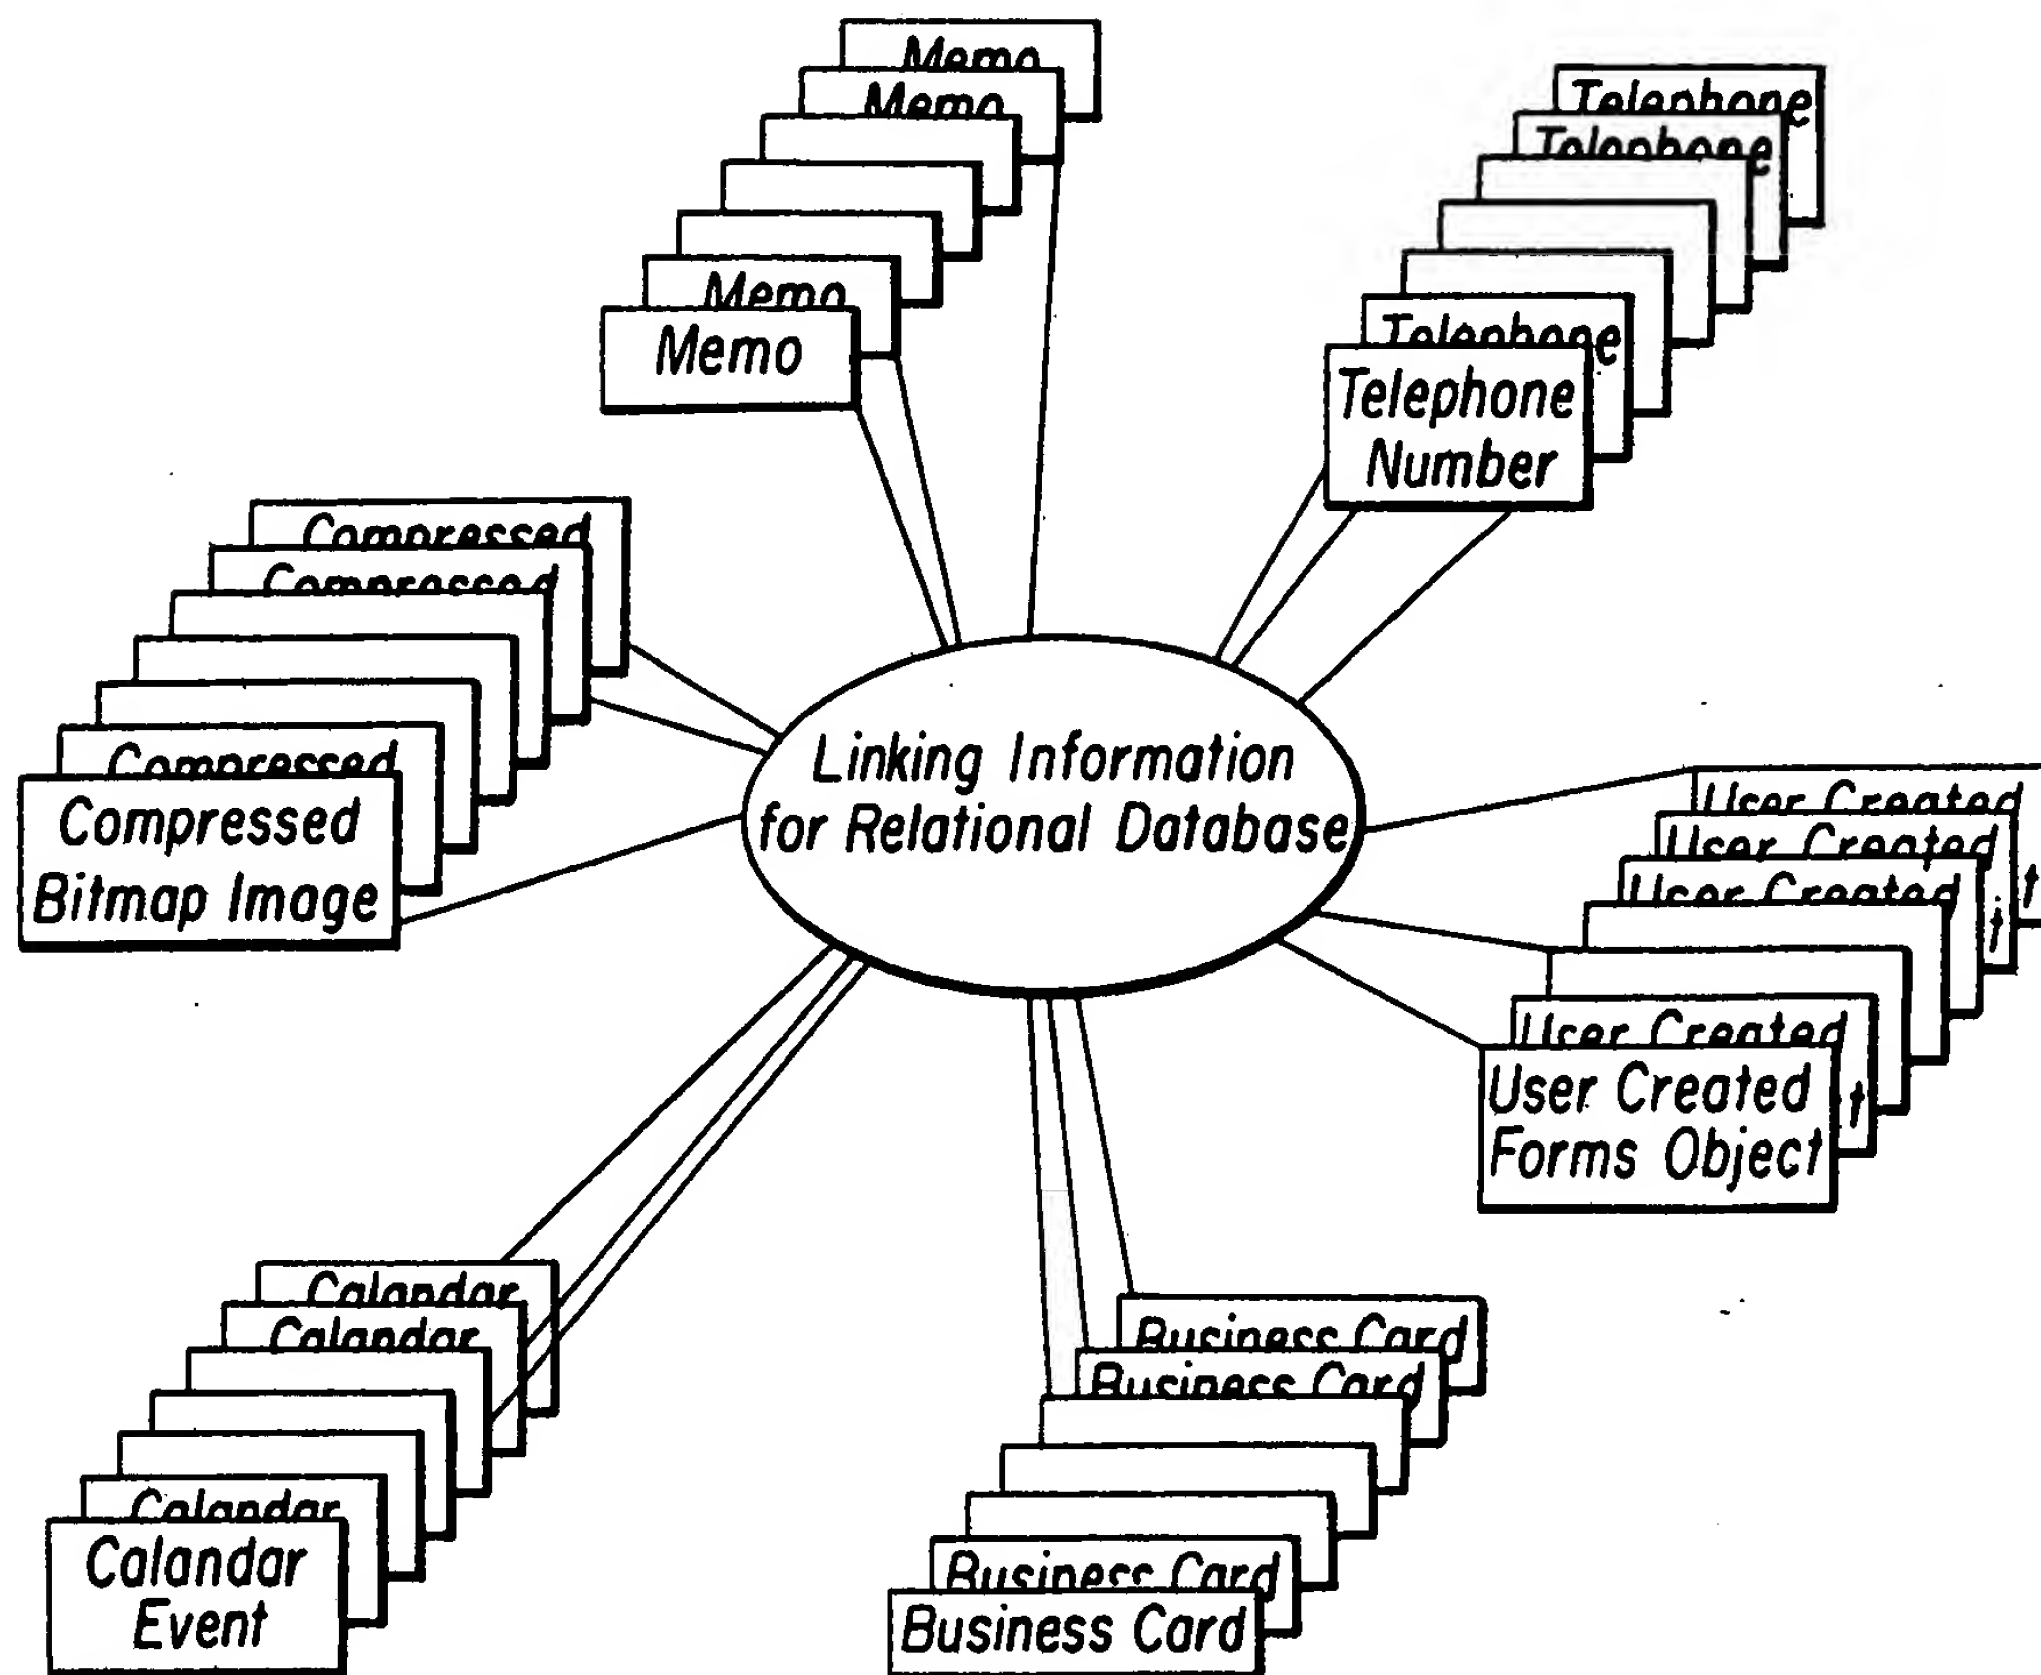 Memo
Memo
Memo
Memo
Telephone
Telephone
Telephone
Telephone
Number
Compressed
Compressed
Compressed
Compressed
Bitmap Image
Linking Information
for Relational Database
User Created
User Created
t
User Created
t
User Created
User Created
t
Forms Object
Calandar
Calandar
Calandar
Calandar
Event
Business Card
Business Card
Business Card
Business Card